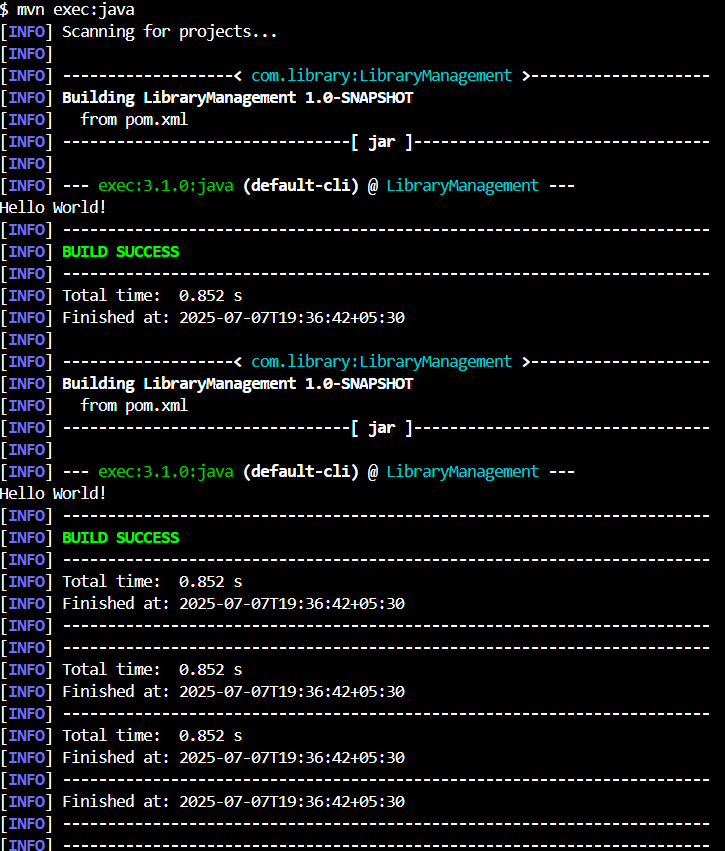 $ mvn exec:java
[INFO] Scanning for projects...
[INFO]
[INFO] -------------------< com.library:LibraryManagement >--------------------
[INFO] Building LibraryManagement 1.0-SNAPSHOT
[INFO]   from pom.xml
[INFO] --------------------------------[ jar ]---------------------------------
[INFO]
[INFO] --- exec:3.1.0:java (default-cli) @ LibraryManagement ---
Hello World!
[INFO] ------------------------------------------------------------------------
[INFO] BUILD SUCCESS
[INFO] ------------------------------------------------------------------------
[INFO] Total time:  0.852 s
[INFO] Finished at: 2025-07-07T19:36:42+05:30
[INFO]
[INFO] -------------------< com.library:LibraryManagement >--------------------
[INFO] Building LibraryManagement 1.0-SNAPSHOT
[INFO]   from pom.xml
[INFO] --------------------------------[ jar ]---------------------------------
[INFO]
[INFO] --- exec:3.1.0:java (default-cli) @ LibraryManagement ---
Hello World!
[INFO] ------------------------------------------------------------------------
[INFO] BUILD SUCCESS
[INFO] ------------------------------------------------------------------------
[INFO] Total time:  0.852 s
[INFO] Finished at: 2025-07-07T19:36:42+05:30
[INFO] ------------------------------------------------------------------------
[INFO] ------------------------------------------------------------------------
[INFO] Total time:  0.852 s
[INFO] Finished at: 2025-07-07T19:36:42+05:30
[INFO] ------------------------------------------------------------------------
[INFO] Total time:  0.852 s
[INFO] Finished at: 2025-07-07T19:36:42+05:30
[INFO] ------------------------------------------------------------------------
[INFO] Finished at: 2025-07-07T19:36:42+05:30
[INFO] ------------------------------------------------------------------------
[INFO] ------------------------------------------------------------------------